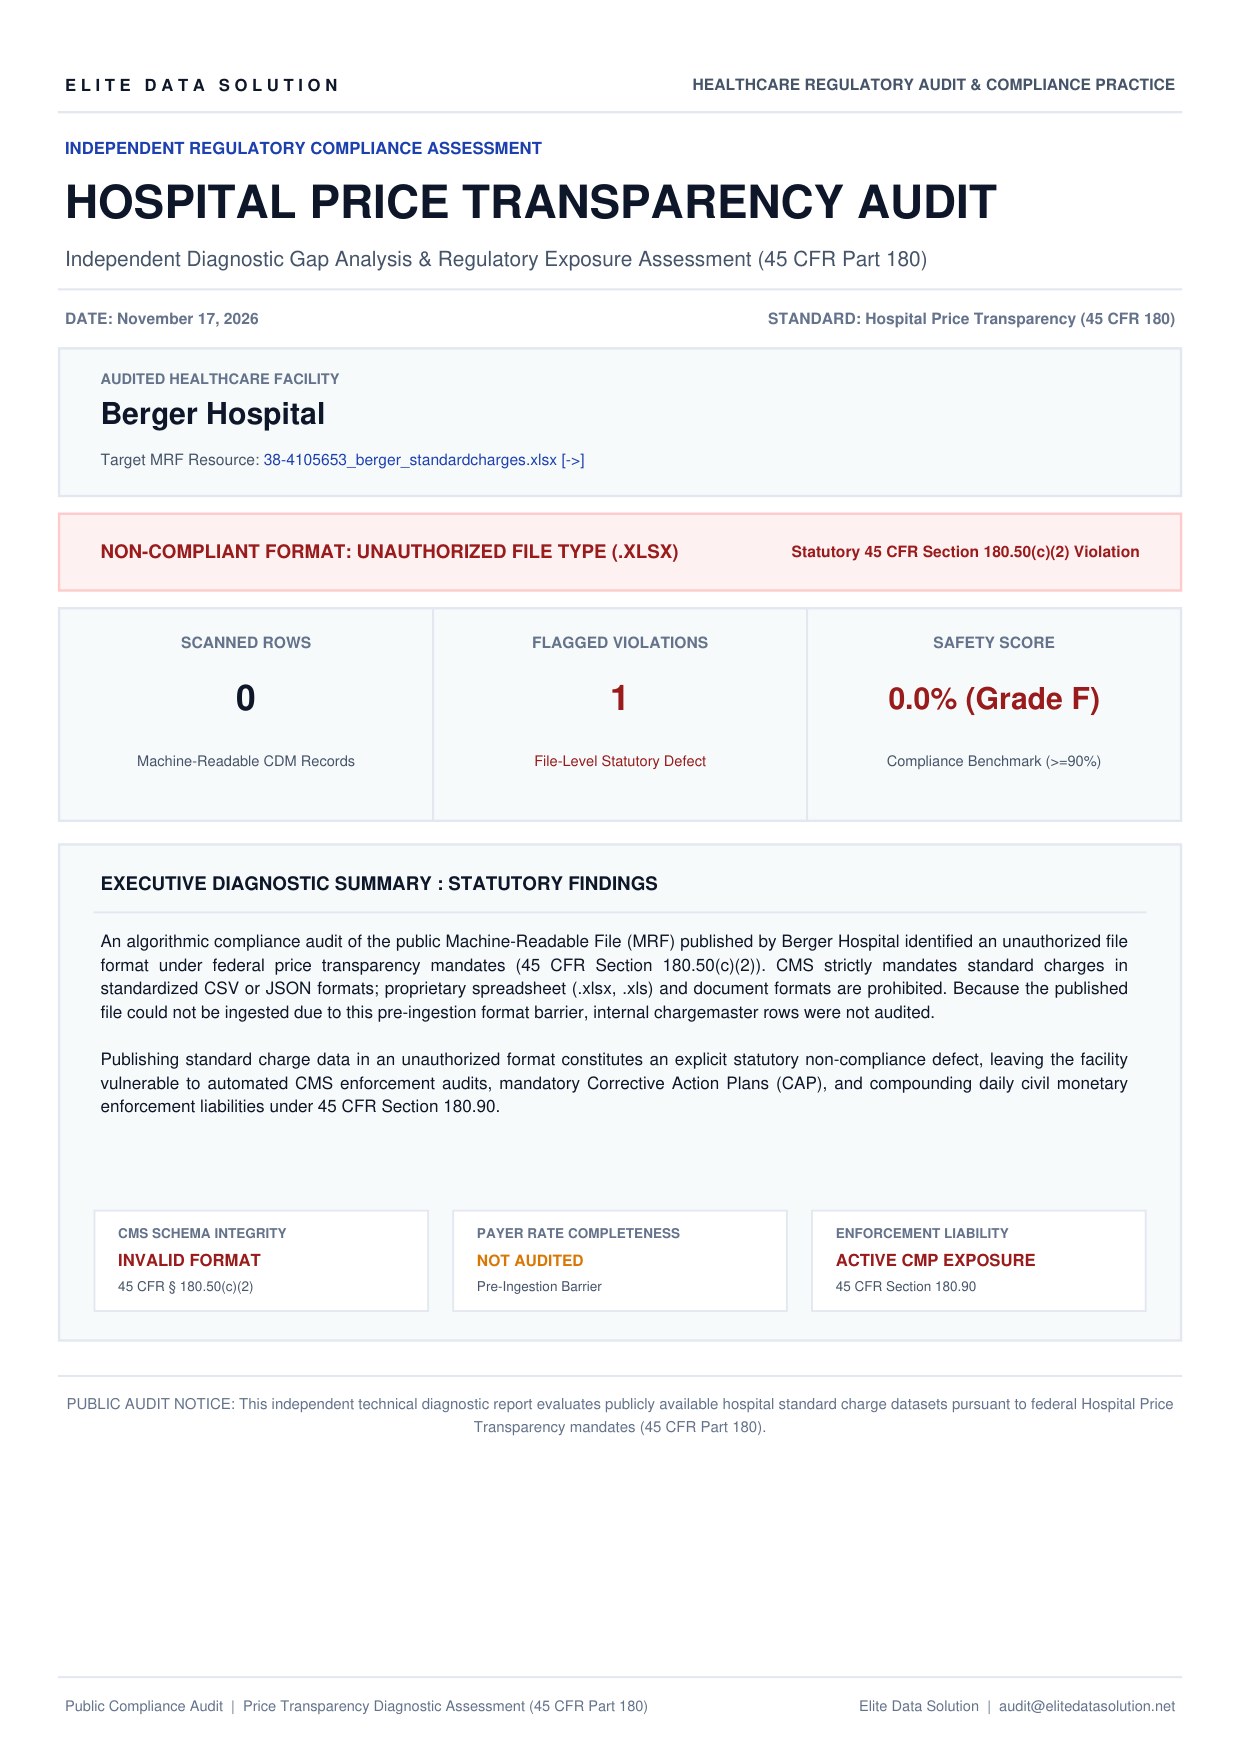 ELITE DATA SOLUTION
HEALTHCARE REGULATORY AUDIT & COMPLIANCE PRACTICE
INDEPENDENT REGULATORY COMPLIANCE ASSESSMENT
HOSPITAL PRICE TRANSPARENCY AUDIT
Independent Diagnostic Gap Analysis & Regulatory Exposure Assessment (45 CFR Part 180)
DATE: November 17, 2026
STANDARD: Hospital Price Transparency (45 CFR 180)
AUDITED HEALTHCARE FACILITY
Berger Hospital
Target MRF Resource: 38-4105653_berger_standardcharges.xlsx [->]
NON-COMPLIANT FORMAT: UNAUTHORIZED FILE TYPE (.XLSX)
Statutory 45 CFR Section 180.50(c)(2) Violation
SCANNED ROWS
0
Machine-Readable CDM Records
FLAGGED VIOLATIONS
1
File-Level Statutory Defect
SAFETY SCORE
0.0% (Grade F)
Compliance Benchmark (>=90%)
EXECUTIVE DIAGNOSTIC SUMMARY : STATUTORY FINDINGS
An algorithmic compliance audit of the public Machine-Readable File (MRF) published by Berger Hospital identified an unauthorized file
format under federal price transparency mandates (45 CFR Section 180.50(c)(2)). CMS strictly mandates standard charges in
standardized CSV or JSON formats; proprietary spreadsheet (.xlsx, .xls) and document formats are prohibited. Because the published
file could not be ingested due to this pre-ingestion format barrier, internal chargemaster rows were not audited.
Publishing standard charge data in an unauthorized format constitutes an explicit statutory non-compliance defect, leaving the facility
vulnerable to automated CMS enforcement audits, mandatory Corrective Action Plans (CAP), and compounding daily civil monetary
enforcement liabilities under 45 CFR Section 180.90.
CMS SCHEMA INTEGRITY
INVALID FORMAT
45 CFR § 180.50(c)(2)
PAYER RATE COMPLETENESS
NOT AUDITED
Pre-Ingestion Barrier
ENFORCEMENT LIABILITY
ACTIVE CMP EXPOSURE
45 CFR Section 180.90
PUBLIC AUDIT NOTICE: This independent technical diagnostic report evaluates publicly available hospital standard charge datasets pursuant to federal Hospital Price
Transparency mandates (45 CFR Part 180).
Public Compliance Audit | Price Transparency Diagnostic Assessment (45 CFR Part 180)
Elite Data Solution | audit@elitedatasolution.net